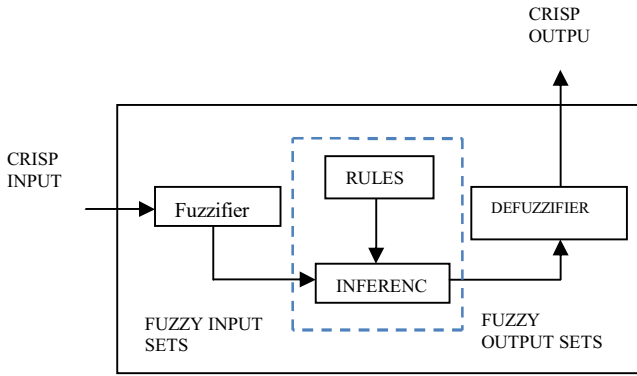 CRISP
OUTPU
CRISP
INPUT
RULES
Fuzzifier
DEFUZZIFIER
INFERENC
FUZZY INPUT
SETS
FUZZY
OUTPUT SETS